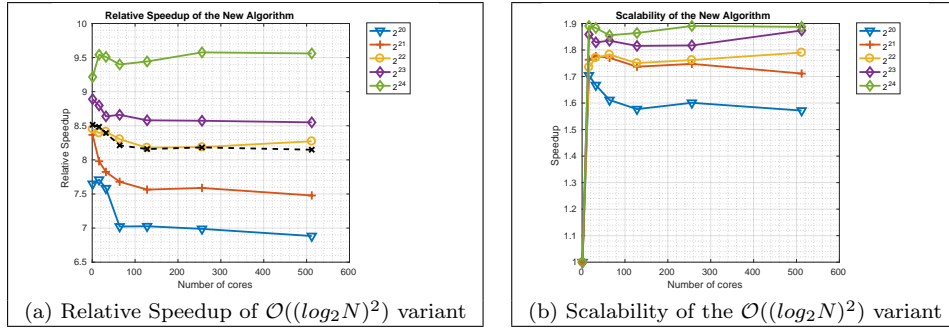 Relative Speedup of the New Algorithm
Relative Speedup
10
9.5
9
8.5
8
7.5
7
6.5
0 100 200 300 400 500 600
Number of cores
2^20
2^21
2^22
2^23
2^24
(a) Relative Speedup of O((log_2 N)^2) variant
Scalability of the New Algorithm
Speedup
1.9
1.8
1.7
1.6
1.5
1.4
1.3
1.2
1.1
1
0 100 200 300 400 500 600
Number of cores
2^20
2^21
2^22
2^23
2^24
(b) Scalability of the O((log_2 N)^2) variant